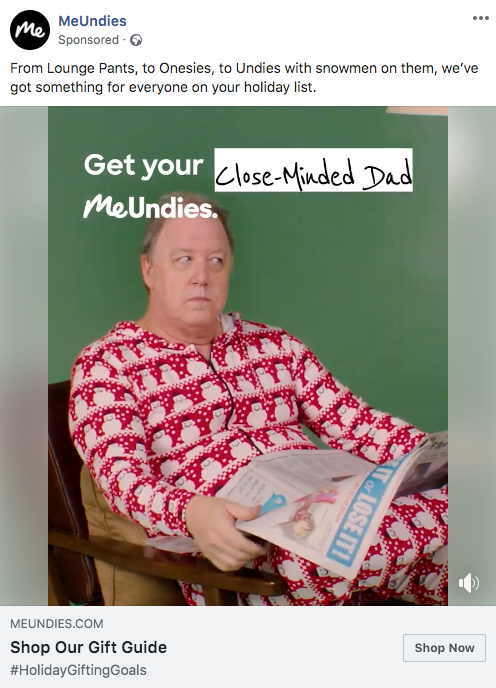 MeUndies
Sponsored ·
From Lounge Pants, to Onesies, to Undies with snowmen on them, we've
got something for everyone on your holiday list.
Get your Close-Minded Dad
MeUndies.
IT OR LOSE IT!
MEUNDIES.COM
Shop Our Gift Guide
#HolidayGiftingGoals
Shop Now